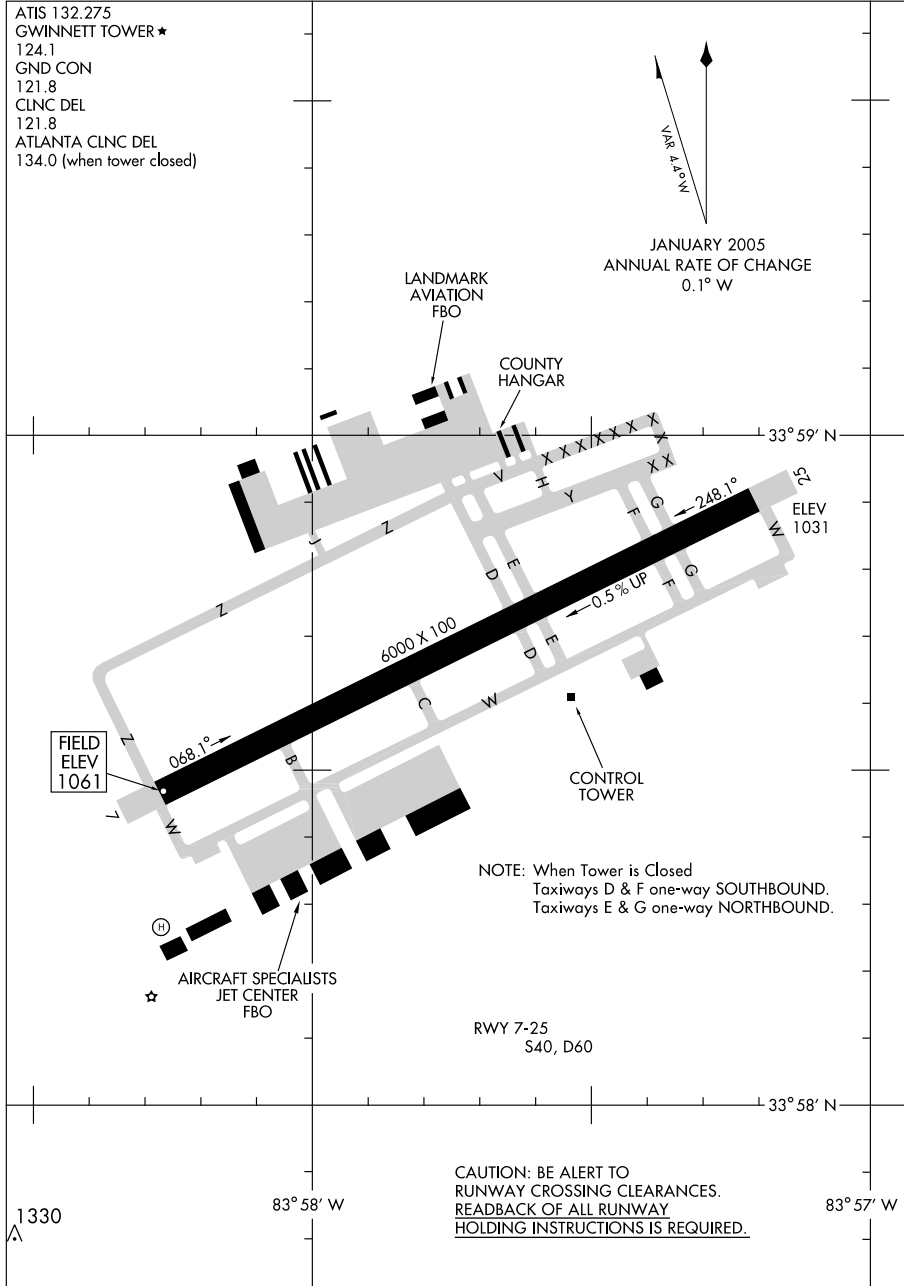 ATIS 132.275
GWINNETT TOWER
124.1
GND CON
121.8
CLNC DEL
121.8
ATLANTA CLNC DEL
134.0 (when tower closed)
VAR 4.4° W
JANUARY 2005
ANNUAL RATE OF CHANGE
0.1° W
LANDMARK
AVIATION
FBO
COUNTY
HANGAR
33° 59' N
X X X X X X X
X
X X
V
H
Y
Z
J
Z
Z
G
F
248.1°
25
ELEV
1031
W
E
D
G
F
0.5% UP
6000 X 100
E
D
W
C
B
068.1°
FIELD
ELEV
1061
7
W
CONTROL
TOWER
NOTE: When Tower is Closed
Taxiways D & F one-way SOUTHBOUND.
Taxiways E & G one-way NORTHBOUND.
H
AIRCRAFT SPECIALISTS
JET CENTER
FBO
RWY 7-25
S40, D60
33° 58' N
CAUTION: BE ALERT TO
RUNWAY CROSSING CLEARANCES.
READBACK OF ALL RUNWAY
HOLDING INSTRUCTIONS IS REQUIRED.
83° 58' W
83° 57' W
1330